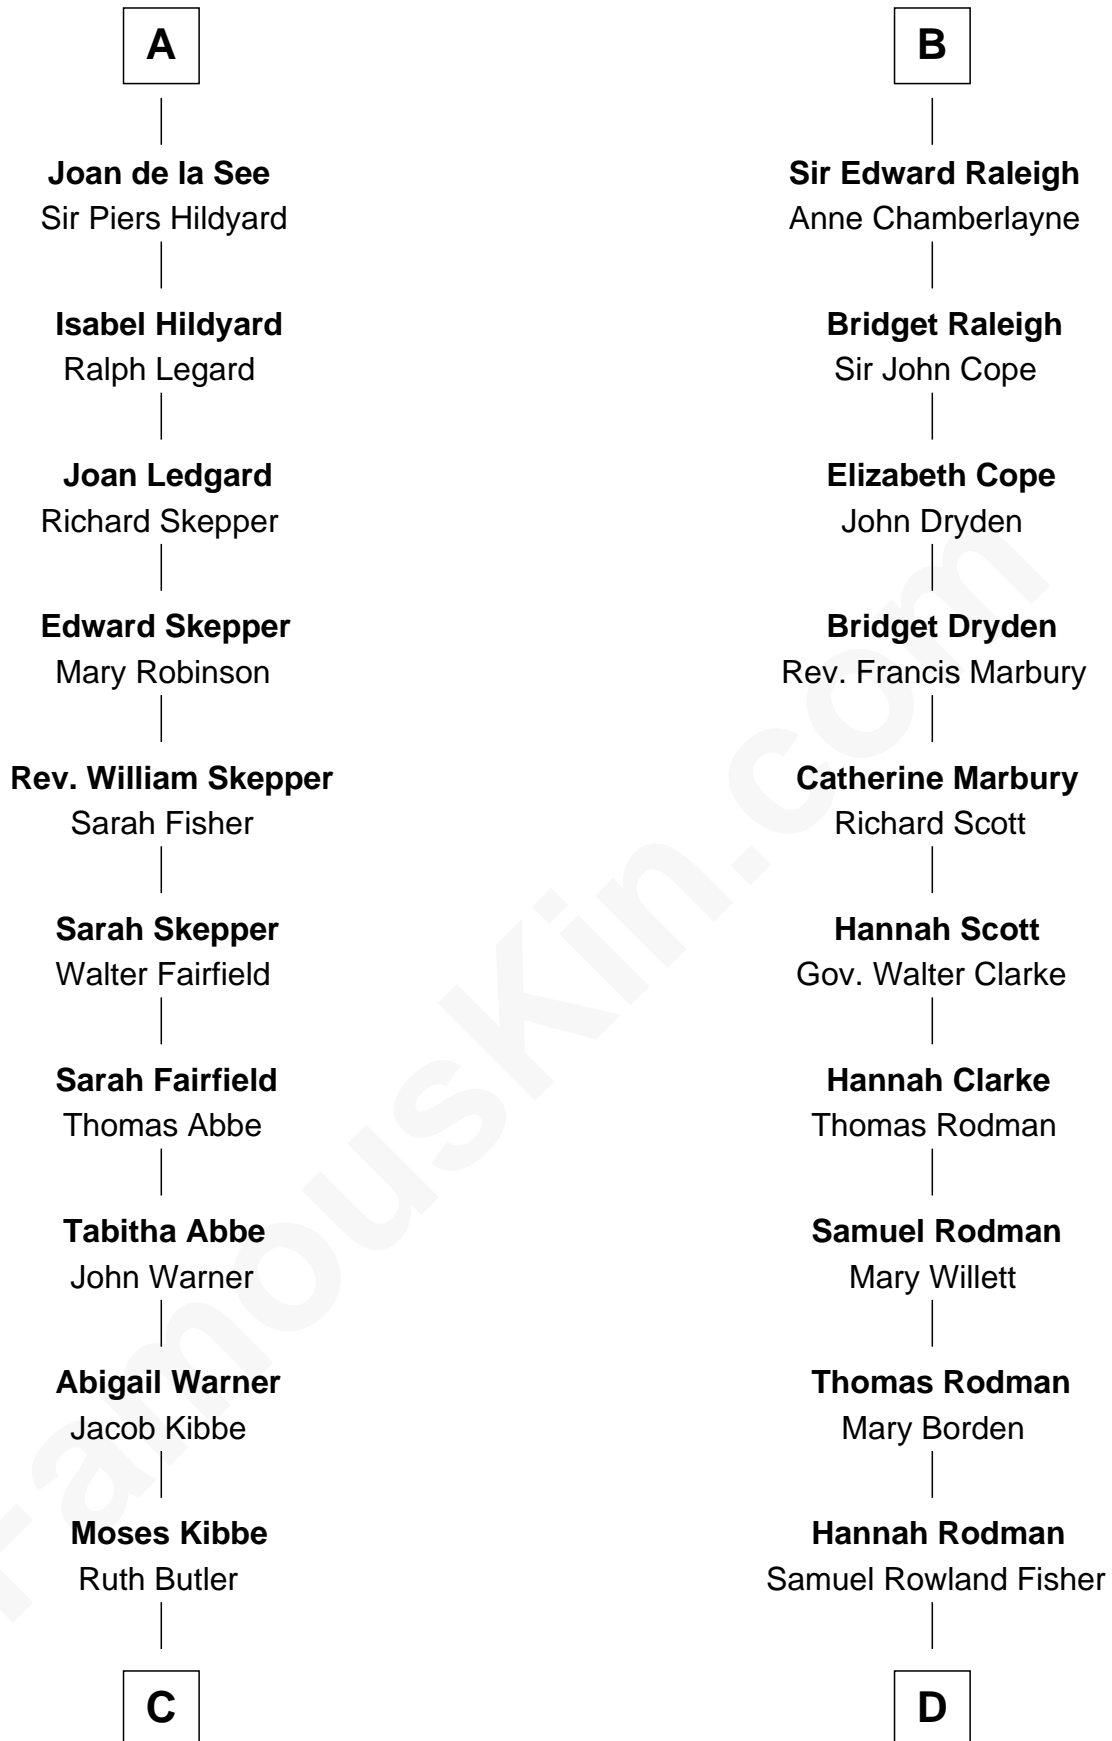 A
Joan de la See
Sir Piers Hildyard
Isabel Hildyard
Ralph Legard
Joan Ledgard
Richard Skepper
Edward Skepper
Mary Robinson
Rev. William Skepper
Sarah Fisher
Sarah Skepper
Walter Fairfield
Sarah Fairfield
Thomas Abbe
Tabitha Abbe
John Warner
Abigail Warner
Jacob Kibbe
Moses Kibbe
Ruth Butler
C
B
Sir Edward Raleigh
Anne Chamberlayne
Bridget Raleigh
Sir John Cope
Elizabeth Cope
John Dryden
Bridget Dryden
Rev. Francis Marbury
Catherine Marbury
Richard Scott
Hannah Scott
Gov. Walter Clarke
Hannah Clarke
Thomas Rodman
Samuel Rodman
Mary Willett
Thomas Rodman
Mary Borden
Hannah Rodman
Samuel Rowland Fisher
D
FamousKin.com